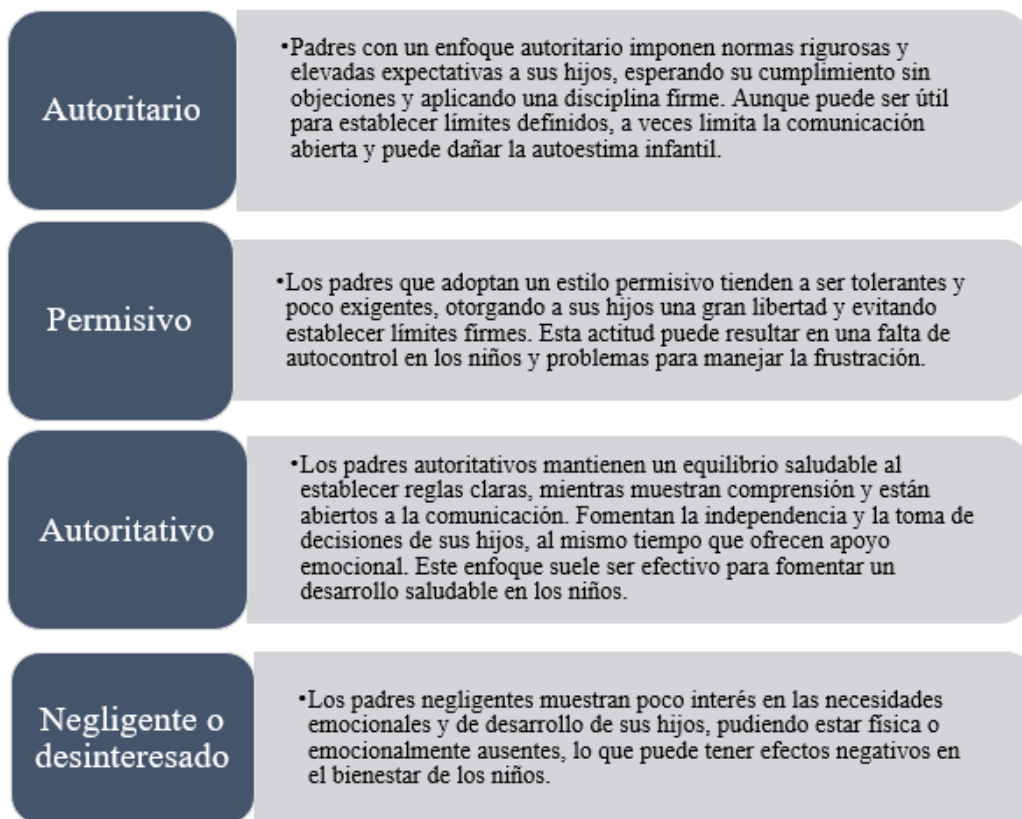 Autoritario
•Padres con un enfoque autoritario imponen normas rigurosas y
elevadas expectativas a sus hijos, esperando su cumplimiento sin
objeciones y aplicando una disciplina firme. Aunque puede ser útil
para establecer límites definidos, a veces limita la comunicación
abierta y puede dañar la autoestima infantil.
Permisivo
•Los padres que adoptan un estilo permisivo tienden a ser tolerantes y
poco exigentes, otorgando a sus hijos una gran libertad y evitando
establecer límites firmes. Esta actitud puede resultar en una falta de
autocontrol en los niños y problemas para manejar la frustración.
Autoritativo
•Los padres autoritativos mantienen un equilibrio saludable al
establecer reglas claras, mientras muestran comprensión y están
abiertos a la comunicación. Fomentan la independencia y la toma de
decisiones de sus hijos, al mismo tiempo que ofrecen apoyo
emocional. Este enfoque suele ser efectivo para fomentar un
desarrollo saludable en los niños.
Negligente o
desinteresado
•Los padres negligentes muestran poco interés en las necesidades
emocionales y de desarrollo de sus hijos, pudiendo estar física o
emocionalmente ausentes, lo que puede tener efectos negativos en
el bienestar de los niños.